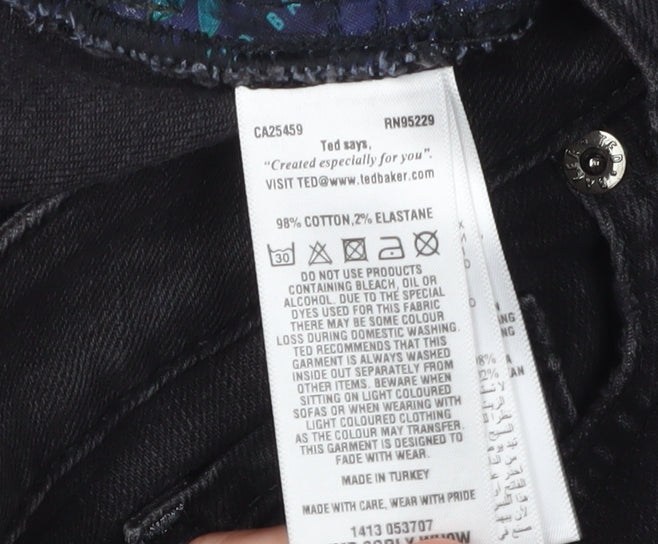 CA25459 RN95229
Ted says,
"Created especially for you".
VISIT TED@www.tedbaker.com
98% COTTON,2% ELASTANE
30
DO NOT USE PRODUCTS
CONTAINING BLEACH, OIL OR
ALCOHOL. DUE TO THE SPECIAL
DYES USED FOR THIS FABRIC
THERE MAY BE SOME COLOUR
LOSS DURING DOMESTIC WASHING.
TED RECOMMENDS THAT THIS
GARMENT IS ALWAYS WASHED
INSIDE OUT SEPARATELY FROM
OTHER ITEMS. BEWARE WHEN
SITTING ON LIGHT COLOURED
SOFAS OR WHEN WEARING WITH
LIGHT COLOURED CLOTHING
AS THE COLOUR MAY TRANSFER.
THIS GARMENT IS DESIGNED TO
FADE WITH WEAR.
MADE IN TURKEY
MADE WITH CARE, WEAR WITH PRIDE
1413 053707